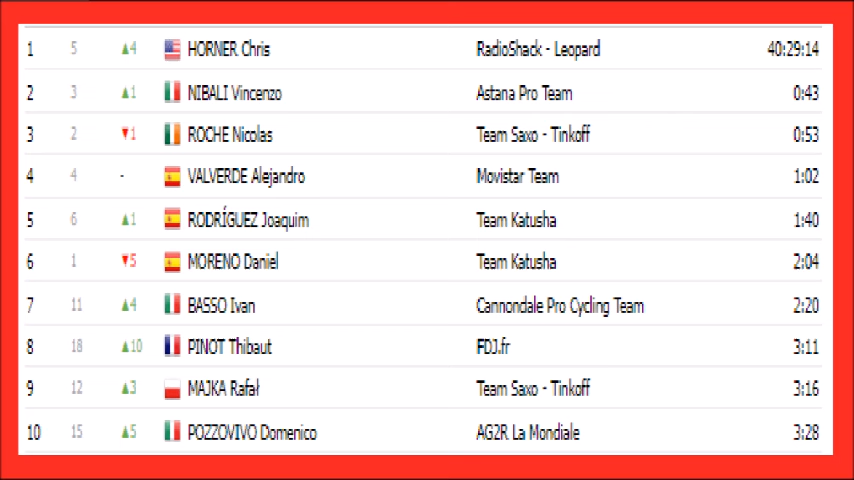 1 5 ▲4 HORNER Chris RadioShack - Leopard 40:29:14
2 3 ▲1 NIBALI Vincenzo Astana Pro Team 0:43
3 2 ▼1 ROCHE Nicolas Team Saxo - Tinkoff 0:53
4 4 - VALVERDE Alejandro Movistar Team 1:02
5 6 ▲1 RODRÍGUEZ Joaquim Team Katusha 1:40
6 1 ▼5 MORENO Daniel Team Katusha 2:04
7 11 ▲4 BASSO Ivan Cannondale Pro Cycling Team 2:20
8 18 ▲10 PINOT Thibaut FDJ.fr 3:11
9 12 ▲3 MAJKA Rafał Team Saxo - Tinkoff 3:16
10 15 ▲5 POZZOVIVO Domenico AG2R La Mondiale 3:28